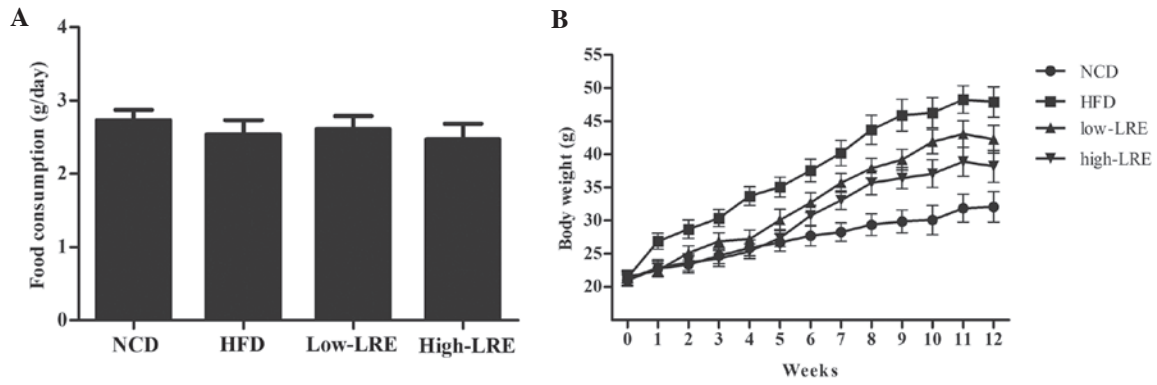 A
Food consumption (g/day)
4
3
2
1
0
NCD HFD Low-LRE High-LRE
B
Body weight (g)
55
50
45
40
35
30
25
20
0 1 2 3 4 5 6 7 8 9 10 11 12
Weeks
NCD
HFD
low-LRE
high-LRE